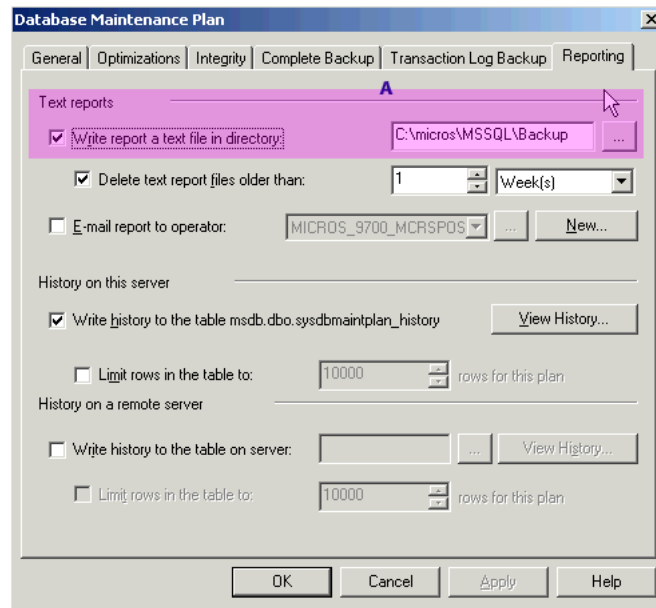 Database Maintenance Plan
General Optimizations Integrity Complete Backup Transaction Log Backup Reporting
A
Text reports
Write report a text file in directory: C:\micros\MSSQL\Backup ...
Delete text report files older than: 1 Week(s)
E-mail report to operator: MICROS_9700_MCRSPOS ... New...
History on this server
Write history to the table msdb.dbo.sysdbmaintplan_history View History...
Limit rows in the table to: 10000 rows for this plan
History on a remote server
Write history to the table on server: ... View History...
Limit rows in the table to: 10000 rows for this plan
OK Cancel Apply Help